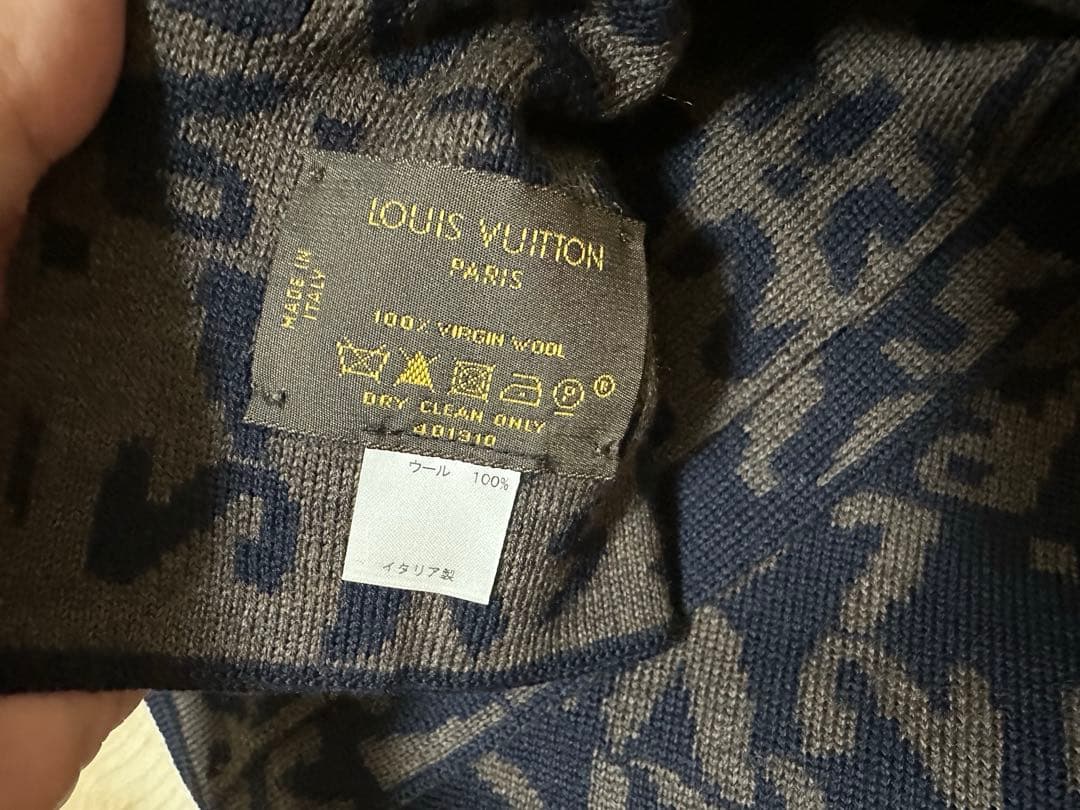 LOUIS VUITTON
PARIS
MADE IN
ITALY
100% VIRGIN WOOL
P ®
DRY CLEAN ONLY
401310
ウール 100%
イタリア製